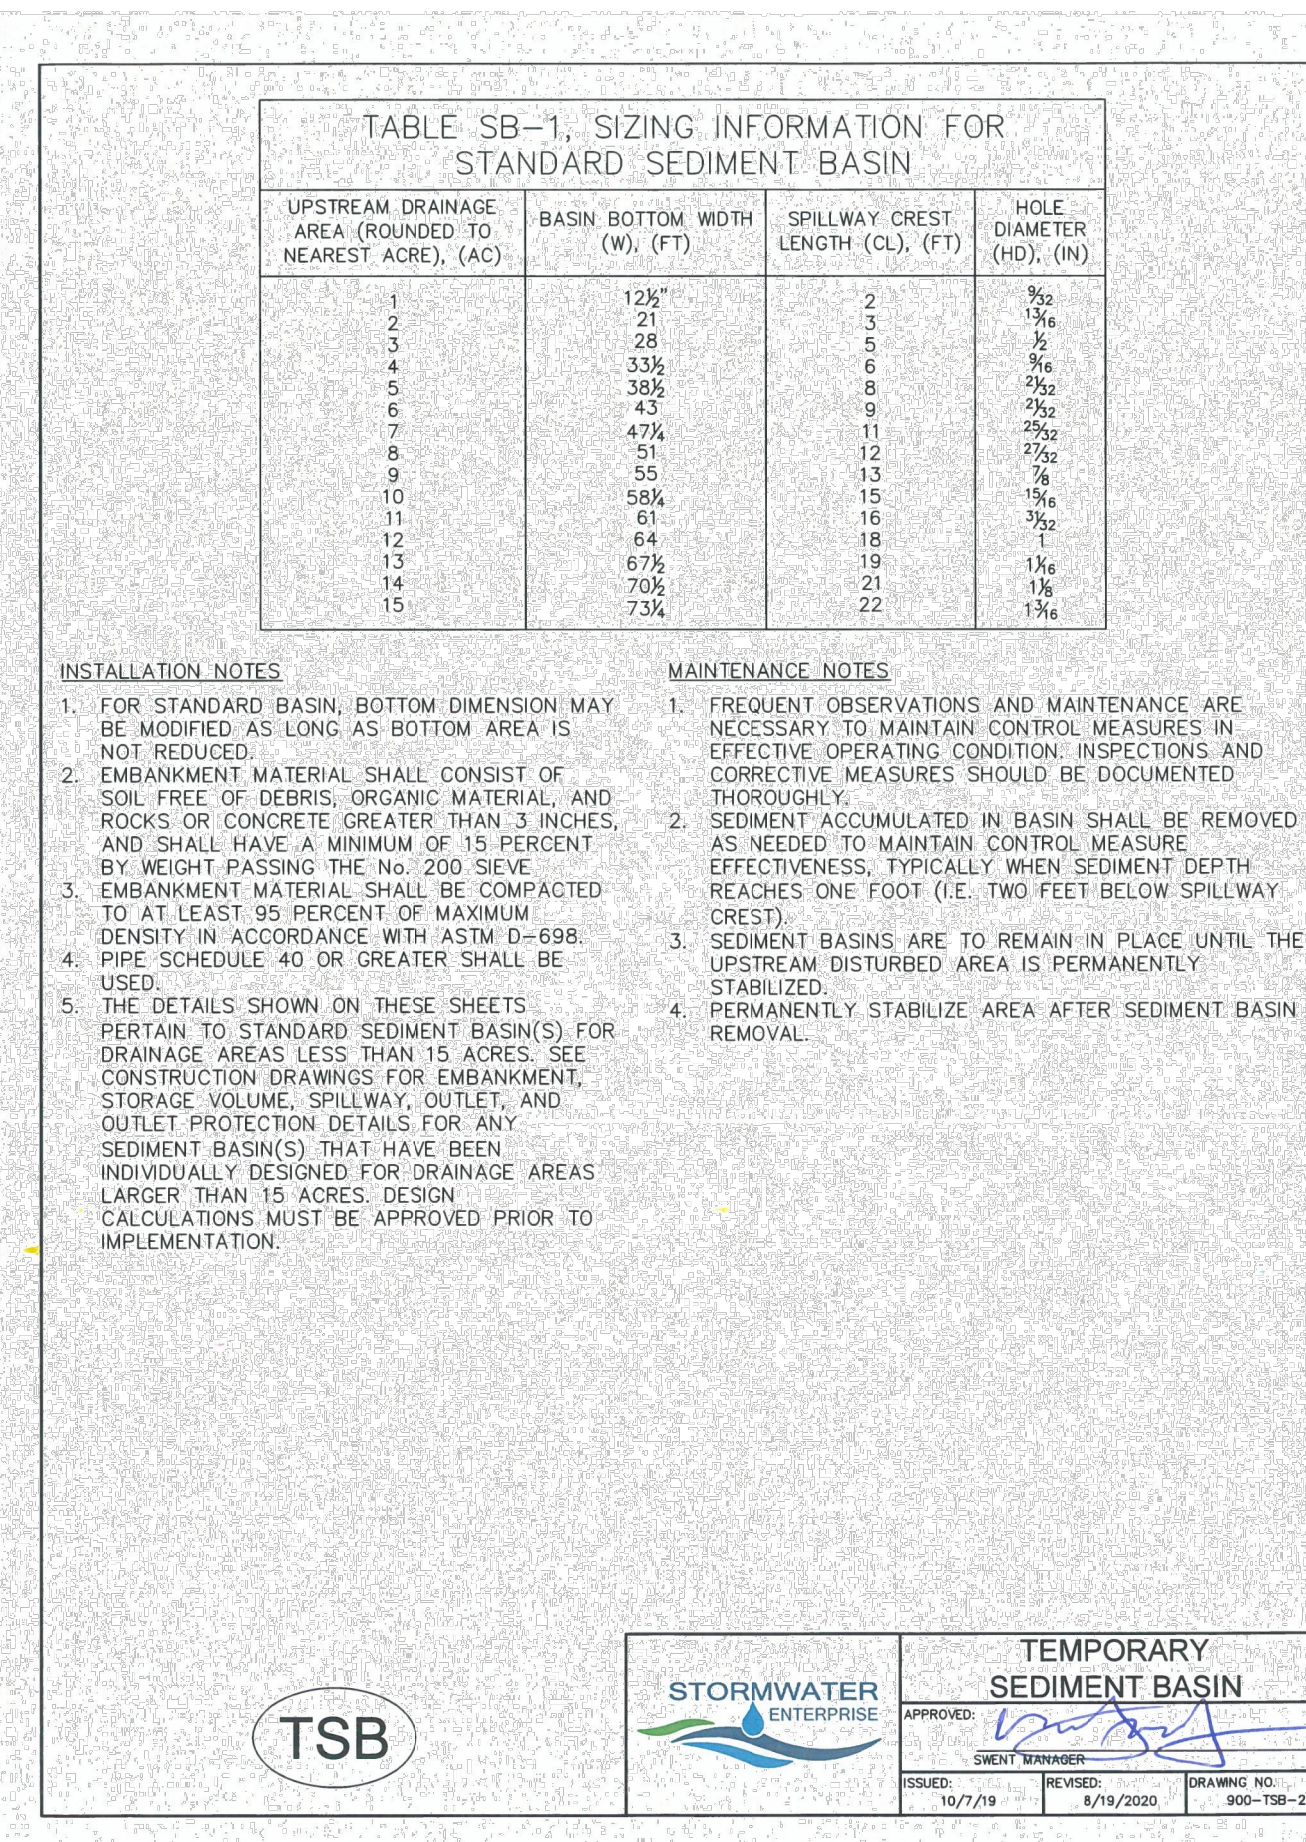 TABLE SB–1, SIZING INFORMATION FOR
STANDARD SEDIMENT BASIN
UPSTREAM DRAINAGE
AREA (ROUNDED TO
NEAREST ACRE), (AC)
BASIN BOTTOM WIDTH
(W), (FT)
SPILLWAY CREST
LENGTH (CL), (FT)
HOLE
DIAMETER
(HD), (IN)
1 12½" 2 9⁄32
2 21 3 13⁄16
3 28 5 ½
4 33½ 6 9⁄16
5 38½ 8 21⁄32
6 43 9 21⁄32
7 47¼ 11 25⁄32
8 51 12 27⁄32
9 55 13 ⅞
10 58¼ 15 15⁄16
11 61 16 31⁄32
12 64 18 1
13 67½ 19 1 1⁄16
14 70½ 21 1⅛
15 73¼ 22 1 3⁄16
INSTALLATION NOTES
1. FOR STANDARD BASIN, BOTTOM DIMENSION MAY
BE MODIFIED AS LONG AS BOTTOM AREA IS
NOT REDUCED.
2. EMBANKMENT MATERIAL SHALL CONSIST OF
SOIL FREE OF DEBRIS, ORGANIC MATERIAL, AND
ROCKS OR CONCRETE GREATER THAN 3 INCHES,
AND SHALL HAVE A MINIMUM OF 15 PERCENT
BY WEIGHT PASSING THE No. 200 SIEVE
3. EMBANKMENT MATERIAL SHALL BE COMPACTED
TO AT LEAST 95 PERCENT OF MAXIMUM
DENSITY IN ACCORDANCE WITH ASTM D–698.
4. PIPE SCHEDULE 40 OR GREATER SHALL BE
USED.
5. THE DETAILS SHOWN ON THESE SHEETS
PERTAIN TO STANDARD SEDIMENT BASIN(S) FOR
DRAINAGE AREAS LESS THAN 15 ACRES. SEE
CONSTRUCTION DRAWINGS FOR EMBANKMENT,
STORAGE VOLUME, SPILLWAY, OUTLET, AND
OUTLET PROTECTION DETAILS FOR ANY
SEDIMENT BASIN(S) THAT HAVE BEEN
INDIVIDUALLY DESIGNED FOR DRAINAGE AREAS
LARGER THAN 15 ACRES. DESIGN
CALCULATIONS MUST BE APPROVED PRIOR TO
IMPLEMENTATION.
MAINTENANCE NOTES
1. FREQUENT OBSERVATIONS AND MAINTENANCE ARE
NECESSARY TO MAINTAIN CONTROL MEASURES IN
EFFECTIVE OPERATING CONDITION. INSPECTIONS AND
CORRECTIVE MEASURES SHOULD BE DOCUMENTED
THOROUGHLY.
2. SEDIMENT ACCUMULATED IN BASIN SHALL BE REMOVED
AS NEEDED TO MAINTAIN CONTROL MEASURE
EFFECTIVENESS, TYPICALLY WHEN SEDIMENT DEPTH
REACHES ONE FOOT (I.E. TWO FEET BELOW SPILLWAY
CREST).
3. SEDIMENT BASINS ARE TO REMAIN IN PLACE UNTIL THE
UPSTREAM DISTURBED AREA IS PERMANENTLY
STABILIZED.
4. PERMANENTLY STABILIZE AREA AFTER SEDIMENT BASIN
REMOVAL.
TSB
STORMWATER
ENTERPRISE
TEMPORARY
SEDIMENT BASIN
APPROVED:
SWENT MANAGER
ISSUED:
10/7/19
REVISED:
8/19/2020
DRAWING NO.
900–TSB–2